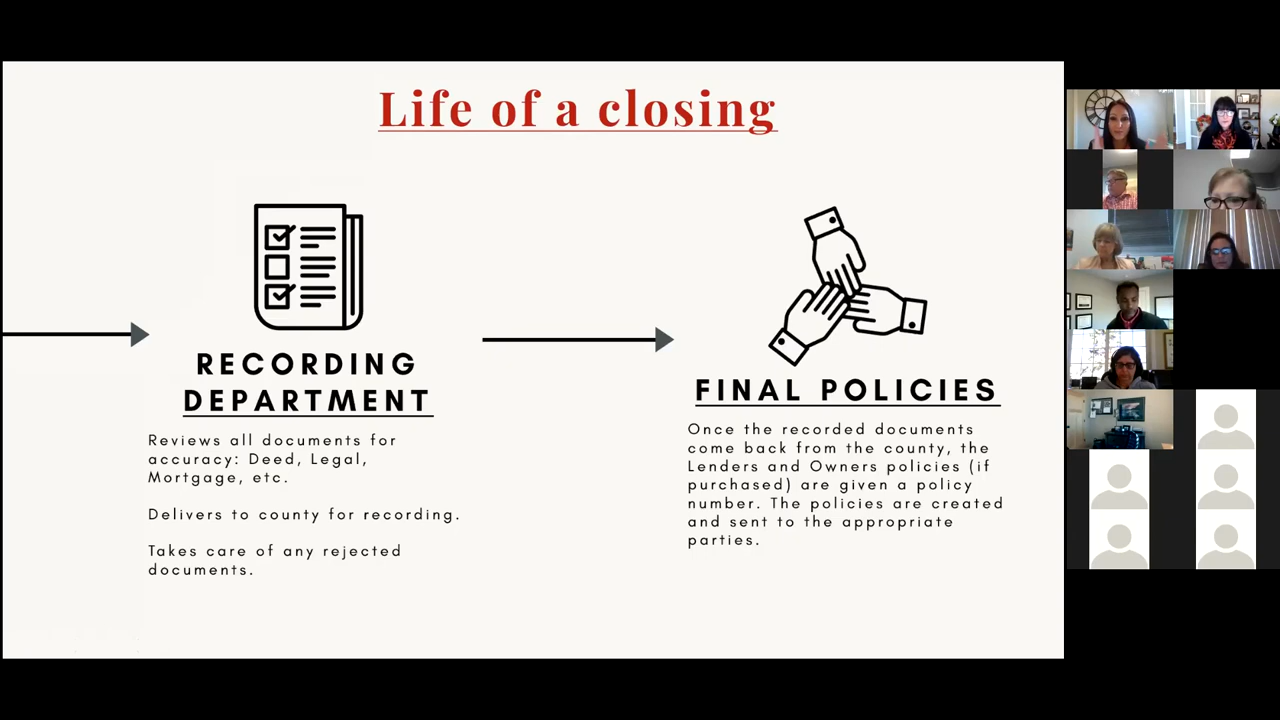 Life of a closing
RECORDING
DEPARTMENT
Reviews all documents for
accuracy: Deed, Legal,
Mortgage, etc.
Delivers to county for recording.
Takes care of any rejected
documents.
FINAL POLICIES
Once the recorded documents
come back from the county, the
Lenders and Owners policies (if
purchased) are given a policy
number. The policies are created
and sent to the appropriate
parties.